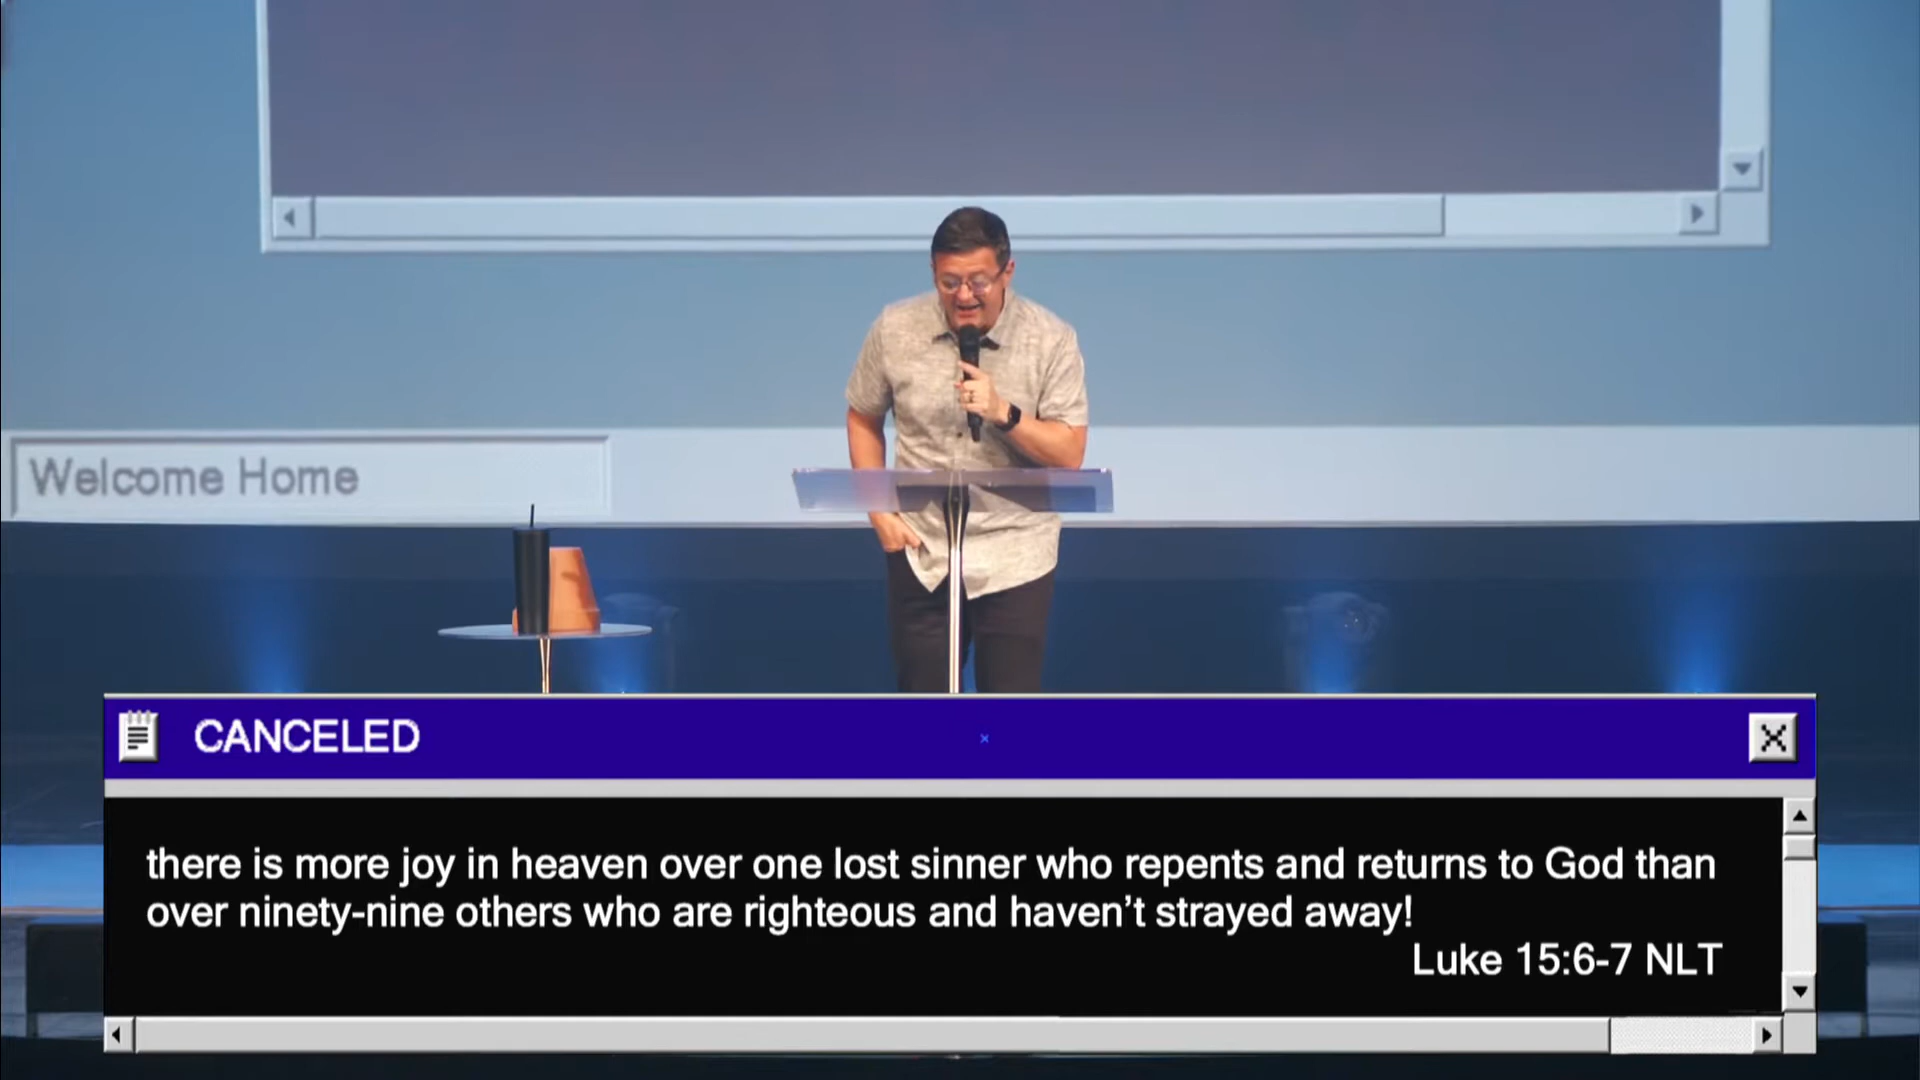 Welcome Home
CANCELED
there is more joy in heaven over one lost sinner who repents and returns to God than
over ninety-nine others who are righteous and haven't strayed away!
Luke 15:6-7 NLT